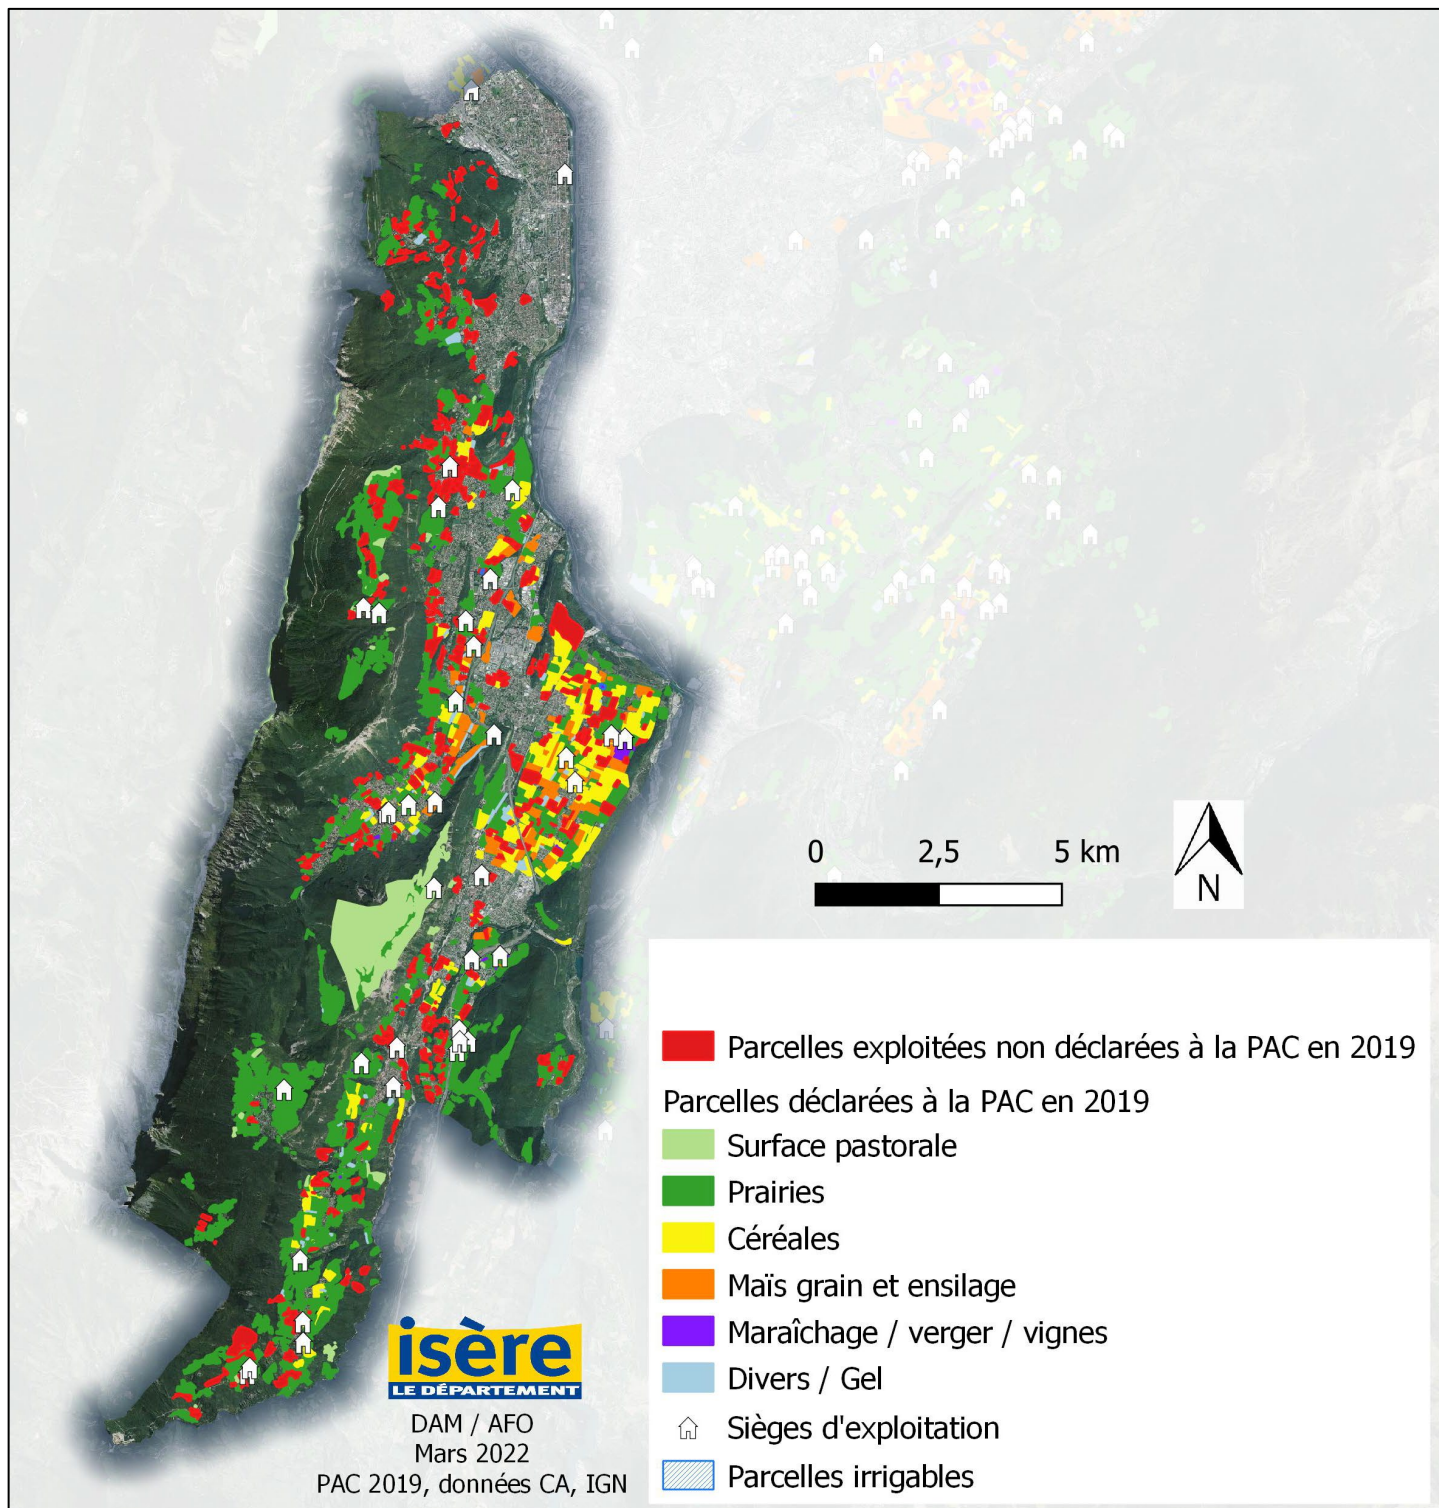 0 2,5 5 km
N
Parcelles exploitées non déclarées à la PAC en 2019
Parcelles déclarées à la PAC en 2019
Surface pastorale
Prairies
Céréales
Maïs grain et ensilage
Maraîchage / verger / vignes
Divers / Gel
Sièges d'exploitation
Parcelles irrigables
isère
LE DÉPARTEMENT
DAM / AFO
Mars 2022
PAC 2019, données CA, IGN